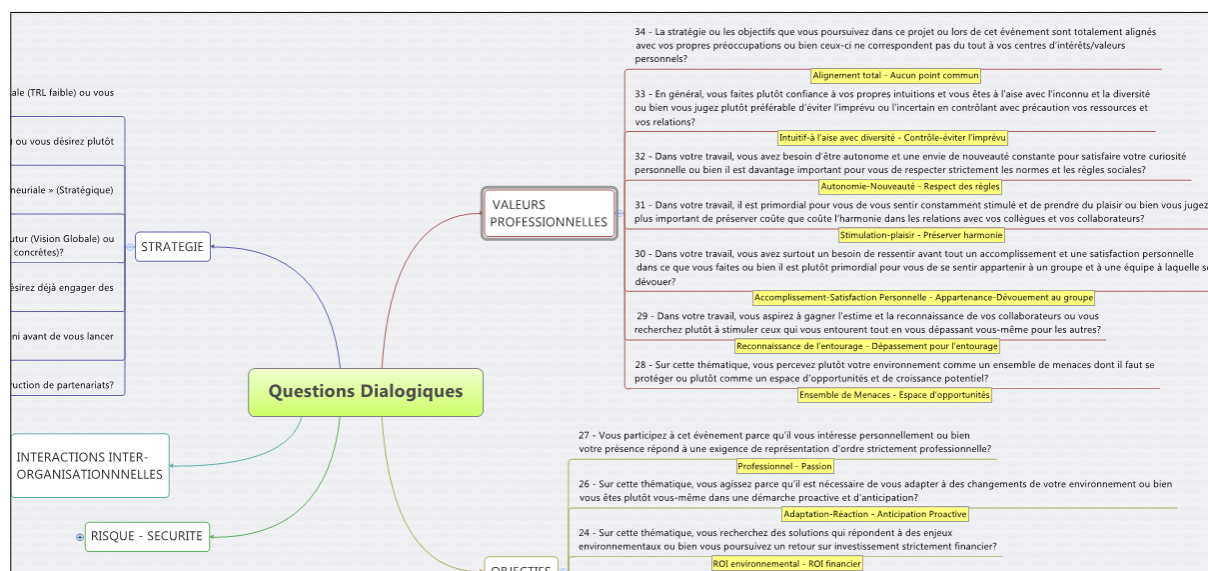 34 - La stratégie ou les objectifs que vous poursuivez dans ce projet ou lors de cet événement sont totalement alignés
avec vos propres préoccupations ou bien ceux-ci ne correspondent pas du tout à vos centres d'intérêts/valeurs
personnels?
Alignement total - Aucun point commun
33 - En général, vous faites plutôt confiance à vos propres intuitions et vous êtes à l'aise avec l'inconnu et la diversité
ou bien vous jugez plutôt préférable d'éviter l'imprévu ou l'incertain en contrôlant avec précaution vos ressources et
vos relations?
Intuitif-à l'aise avec diversité - Contrôle-éviter l'imprévu
32 - Dans votre travail, vous avez besoin d'être autonome et une envie de nouveauté constante pour satisfaire votre curiosité
personnelle ou bien il est davantage important pour vous de respecter strictement les normes et les règles sociales?
Autonomie-Nouveauté - Respect des règles
31 - Dans votre travail, il est primordial pour vous de vous sentir constamment stimulé et de prendre du plaisir ou bien vous jugez
plus important de préserver coûte que coûte l'harmonie dans les relations avec vos collègues et vos collaborateurs?
Stimulation-plaisir - Préserver harmonie
30 - Dans votre travail, vous avez surtout un besoin de ressentir avant tout un accomplissement et une satisfaction personnelle
dans ce que vous faites ou bien il est plutôt primordial pour vous de se sentir appartenir à un groupe et à une équipe à laquelle se
dévouer?
Accomplissement-Satisfaction Personnelle - Appartenance-Dévouement au groupe
29 - Dans votre travail, vous aspirez à gagner l'estime et la reconnaissance de vos collaborateurs ou vous
recherchez plutôt à stimuler ceux qui vous entourent tout en vous dépassant vous-même pour les autres?
Reconnaissance de l'entourage - Dépassement pour l'entourage
28 - Sur cette thématique, vous percevez plutôt votre environnement comme un ensemble de menaces dont il faut se
protéger ou plutôt comme un espace d'opportunités et de croissance potentiel?
Ensemble de Menaces - Espace d'opportunités
VALEURS
PROFESSIONNELLES
ale (TRL faible) ou vous
) ou vous désirez plutôt
neuriale » (Stratégique)
utur (Vision Globale) ou
concrètes)?
ésirez déjà engager des
ni avant de vous lancer
ruction de partenariats?
STRATEGIE
Questions Dialogiques
INTERACTIONS INTER-
ORGANISATIONNNELLES
RISQUE - SECURITE
27 - Vous participez à cet évènement parce qu'il vous intéresse personnellement ou bien
votre présence répond à une exigence de représentation d'ordre strictement professionnelle?
Professionnel - Passion
26 - Sur cette thématique, vous agissez parce qu'il est nécessaire de vous adapter à des changements de votre environnement ou bien
vous êtes plutôt vous-même dans une démarche proactive et d'anticipation?
Adaptation-Réaction - Anticipation Proactive
24 - Sur cette thématique, vous recherchez des solutions qui répondent à des enjeux
environnementaux ou bien vous poursuivez un retour sur investissement strictement financier?
ROI environnemental - ROI financier
OBJECTIFS